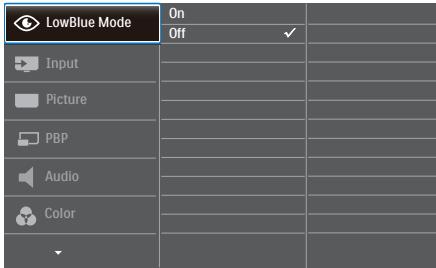 LowBlue Mode
On
Off
Input
Picture
PBP
Audio
Color